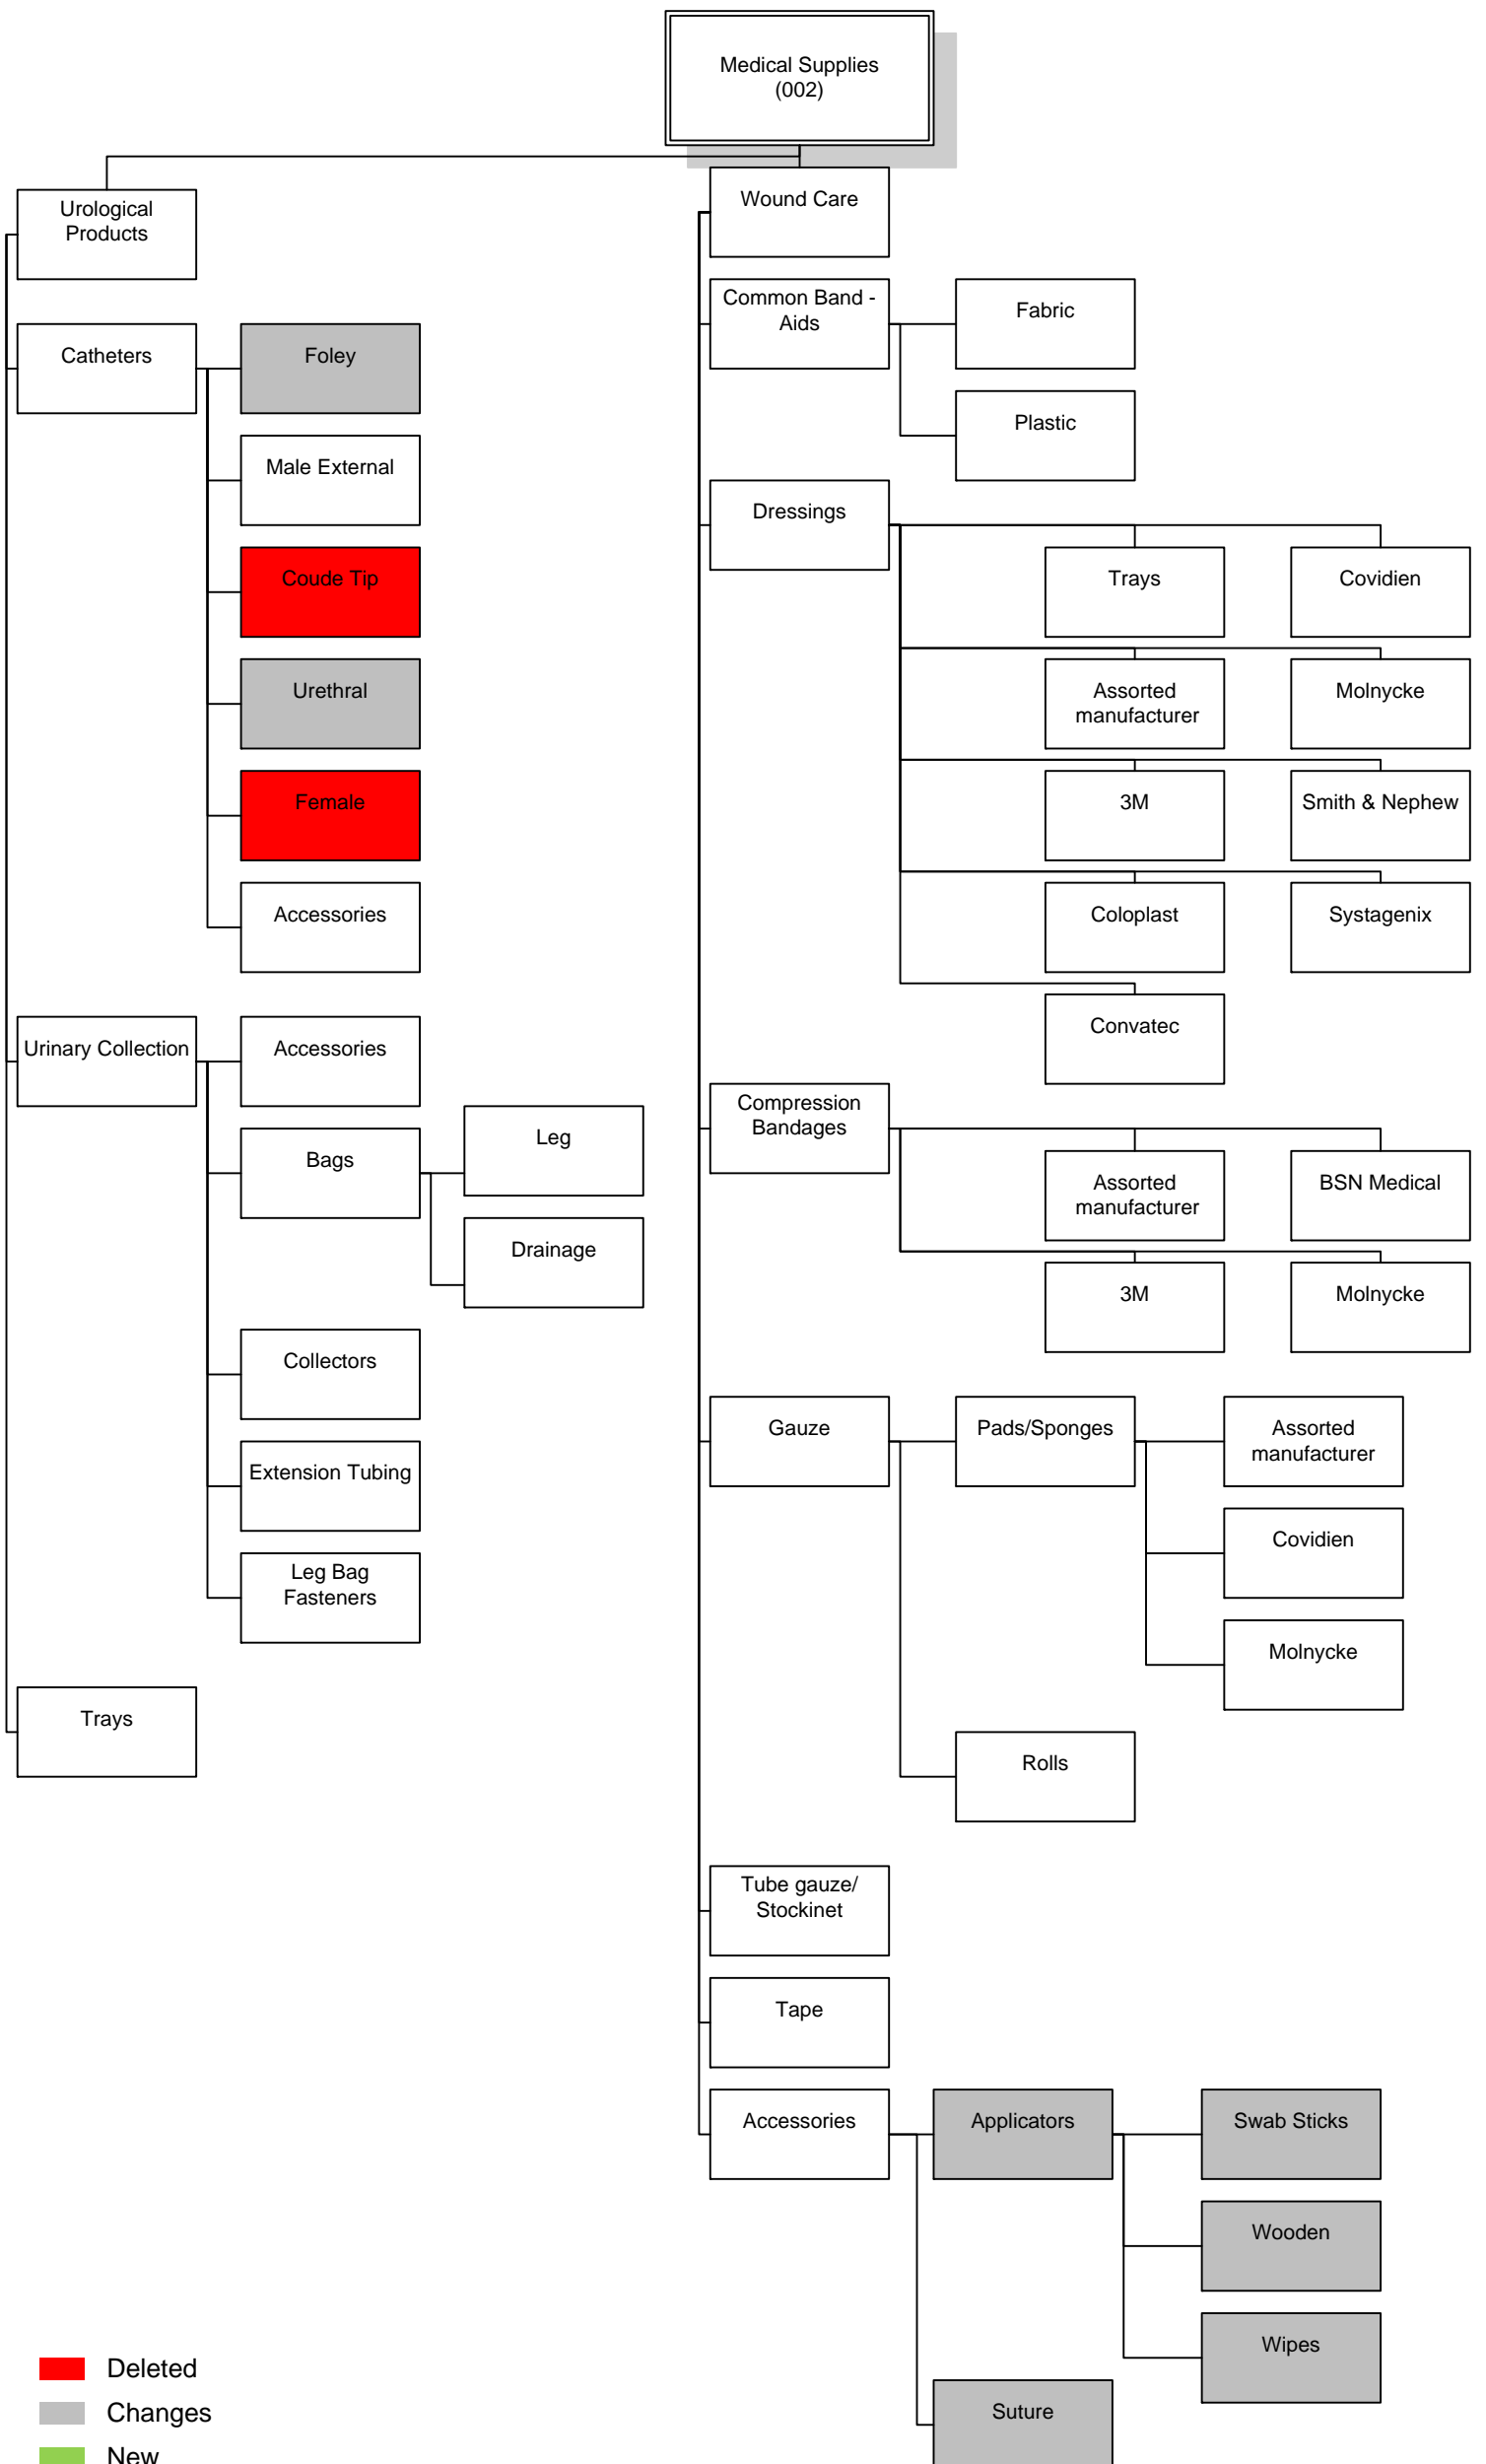 Medical Supplies
(002)
Urological
Products
Catheters
Foley
Male External
Coude Tip
Urethral
Female
Accessories
Urinary Collection
Accessories
Bags
Leg
Drainage
Collectors
Extension Tubing
Leg Bag
Fasteners
Trays
Wound Care
Common Band -
Aids
Fabric
Plastic
Dressings
Trays
Covidien
Assorted
manufacturer
Molnycke
3M
Smith & Nephew
Coloplast
Systagenix
Convatec
Compression
Bandages
Assorted
manufacturer
BSN Medical
3M
Molnycke
Gauze
Pads/Sponges
Assorted
manufacturer
Covidien
Molnycke
Rolls
Tube gauze/
Stockinet
Tape
Accessories
Applicators
Swab Sticks
Wooden
Wipes
Suture
Deleted
Changes
New